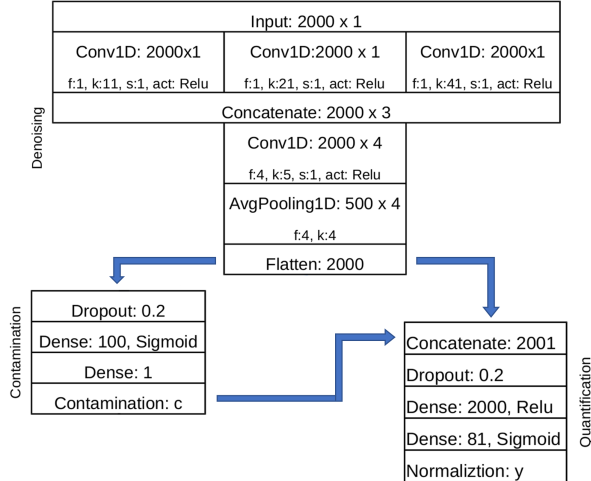 Input: 2000 x 1
Conv1D: 2000x1
f:1, k:11, s:1, act: Relu
Conv1D:2000 x 1
f:1, k:21, s:1, act: Relu
Conv1D: 2000x1
f:1, k:41, s:1, act: Relu
Concatenate: 2000 x 3
Denoising
Conv1D: 2000 x 4
f:4, k:5, s:1, act: Relu
AvgPooling1D: 500 x 4
f:4, k:4
Flatten: 2000
Contamination
Dropout: 0.2
Dense: 100, Sigmoid
Dense: 1
Contamination: c
Concatenate: 2001
Dropout: 0.2
Dense: 2000, Relu
Dense: 81, Sigmoid
Normaliztion: y
Quantification